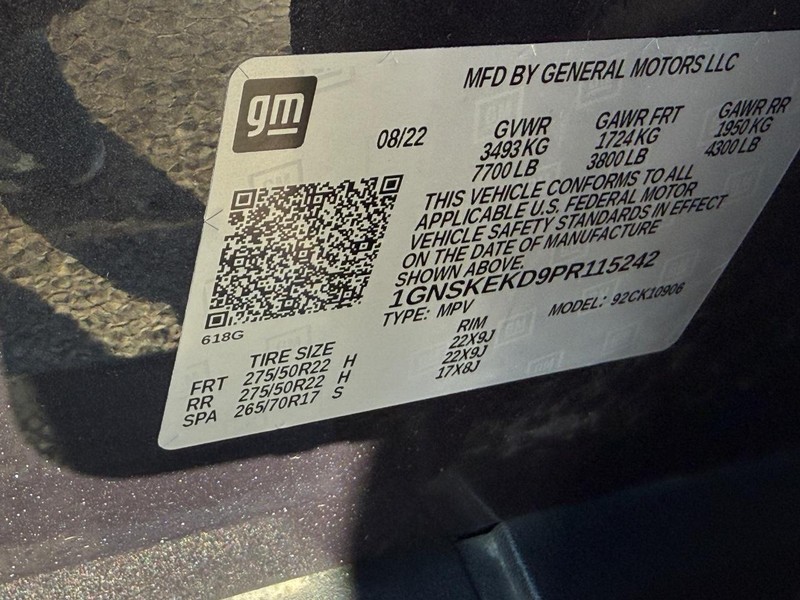 gm
MFD BY GENERAL MOTORS LLC
08/22 GVWR GAWR FRT GAWR RR
3493 KG 1724 KG 1950 KG
7700 LB 3800 LB 4300 LB
THIS VEHICLE CONFORMS TO ALL
APPLICABLE U.S. FEDERAL MOTOR
VEHICLE SAFETY STANDARDS IN EFFECT
ON THE DATE OF MANUFACTURE
SHOWN ABOVE.
1GNSKEKD9PR115242
TYPE: MPV MODEL: 92CK10906
618G
TIRE SIZE RIM
FRT 275/50R22 H 22X9J
RR 275/50R22 H 22X9J
SPA 265/70R17 S 17X8J